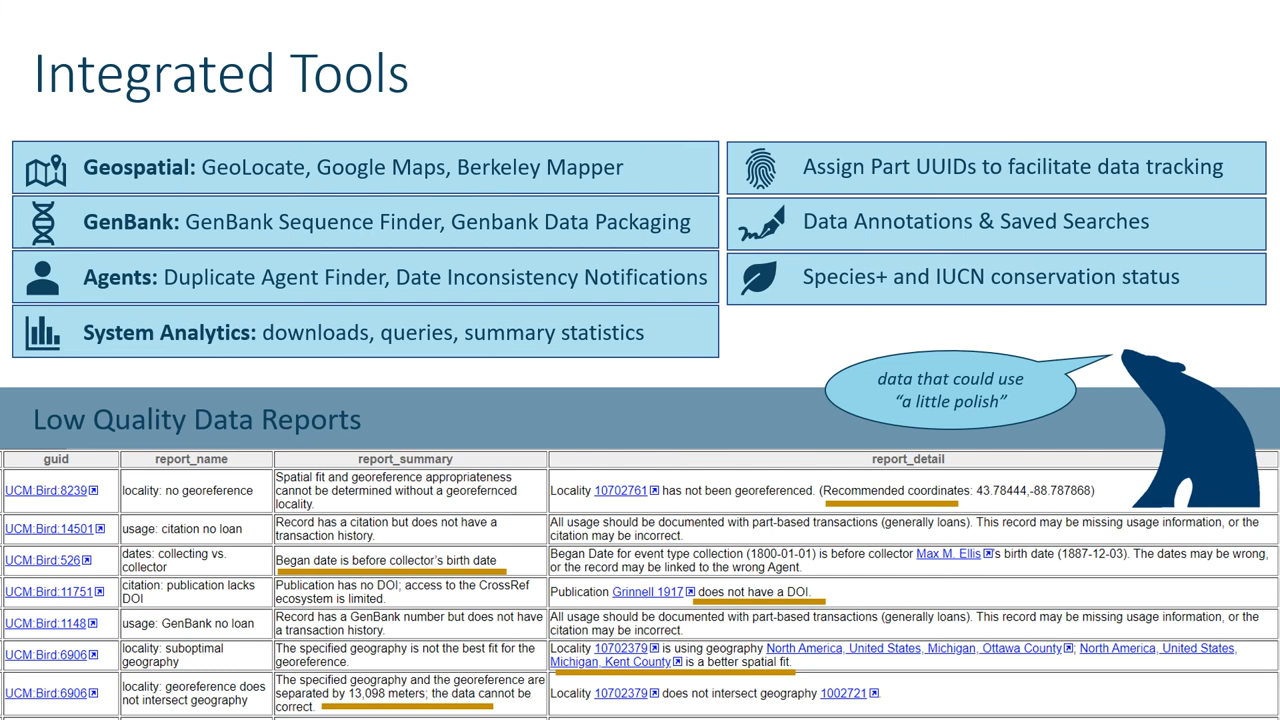 Integrated Tools
Geospatial: GeoLocate, Google Maps, Berkeley Mapper
GenBank: GenBank Sequence Finder, Genbank Data Packaging
Agents: Duplicate Agent Finder, Date Inconsistency Notifications
System Analytics: downloads, queries, summary statistics
Assign Part UUIDs to facilitate data tracking
Data Annotations & Saved Searches
Species+ and IUCN conservation status
data that could use
“a little polish”
Low Quality Data Reports
guid report_name report_summary report_detail
UCM:Bird:8239
locality: no georeference
Spatial fit and georeference appropriateness
cannot be determined without a georefernced
locality.
Locality 10702761 has not been georeferenced. (Recommended coordinates: 43.78444,-88.787868)
UCM:Bird:14501
usage: citation no loan
Record has a citation but does not have a
transaction history.
All usage should be documented with part-based transactions (generally loans). This record may be missing usage information, or the
citation may be incorrect.
UCM:Bird:526
dates: collecting vs.
collector
Began date is before collector's birth date
Began Date for event type collection (1800-01-01) is before collector Max M. Ellis's birth date (1887-12-03). The dates may be wrong,
or the record may be linked to the wrong Agent.
UCM:Bird:11751
citation: publication lacks
DOI
Publication has no DOI; access to the CrossRef
ecosystem is limited.
Publication Grinnell 1917 does not have a DOI.
UCM:Bird:1148
usage: GenBank no loan
Record has a GenBank number but does not have
a transaction history.
All usage should be documented with part-based transactions (generally loans). This record may be missing usage information, or the
citation may be incorrect.
UCM:Bird:6906
locality: suboptimal
geography
The specified geography is not the best fit for the
georeference.
Locality 10702379 is using geography North America, United States, Michigan, Ottawa County; North America, United States,
Michigan, Kent County is a better spatial fit.
UCM:Bird:6906
locality: georeference does
not intersect geography
The specified geography and the georeference are
separated by 13,098 meters; the data cannot be
correct.
Locality 10702379 does not intersect geography 1002721